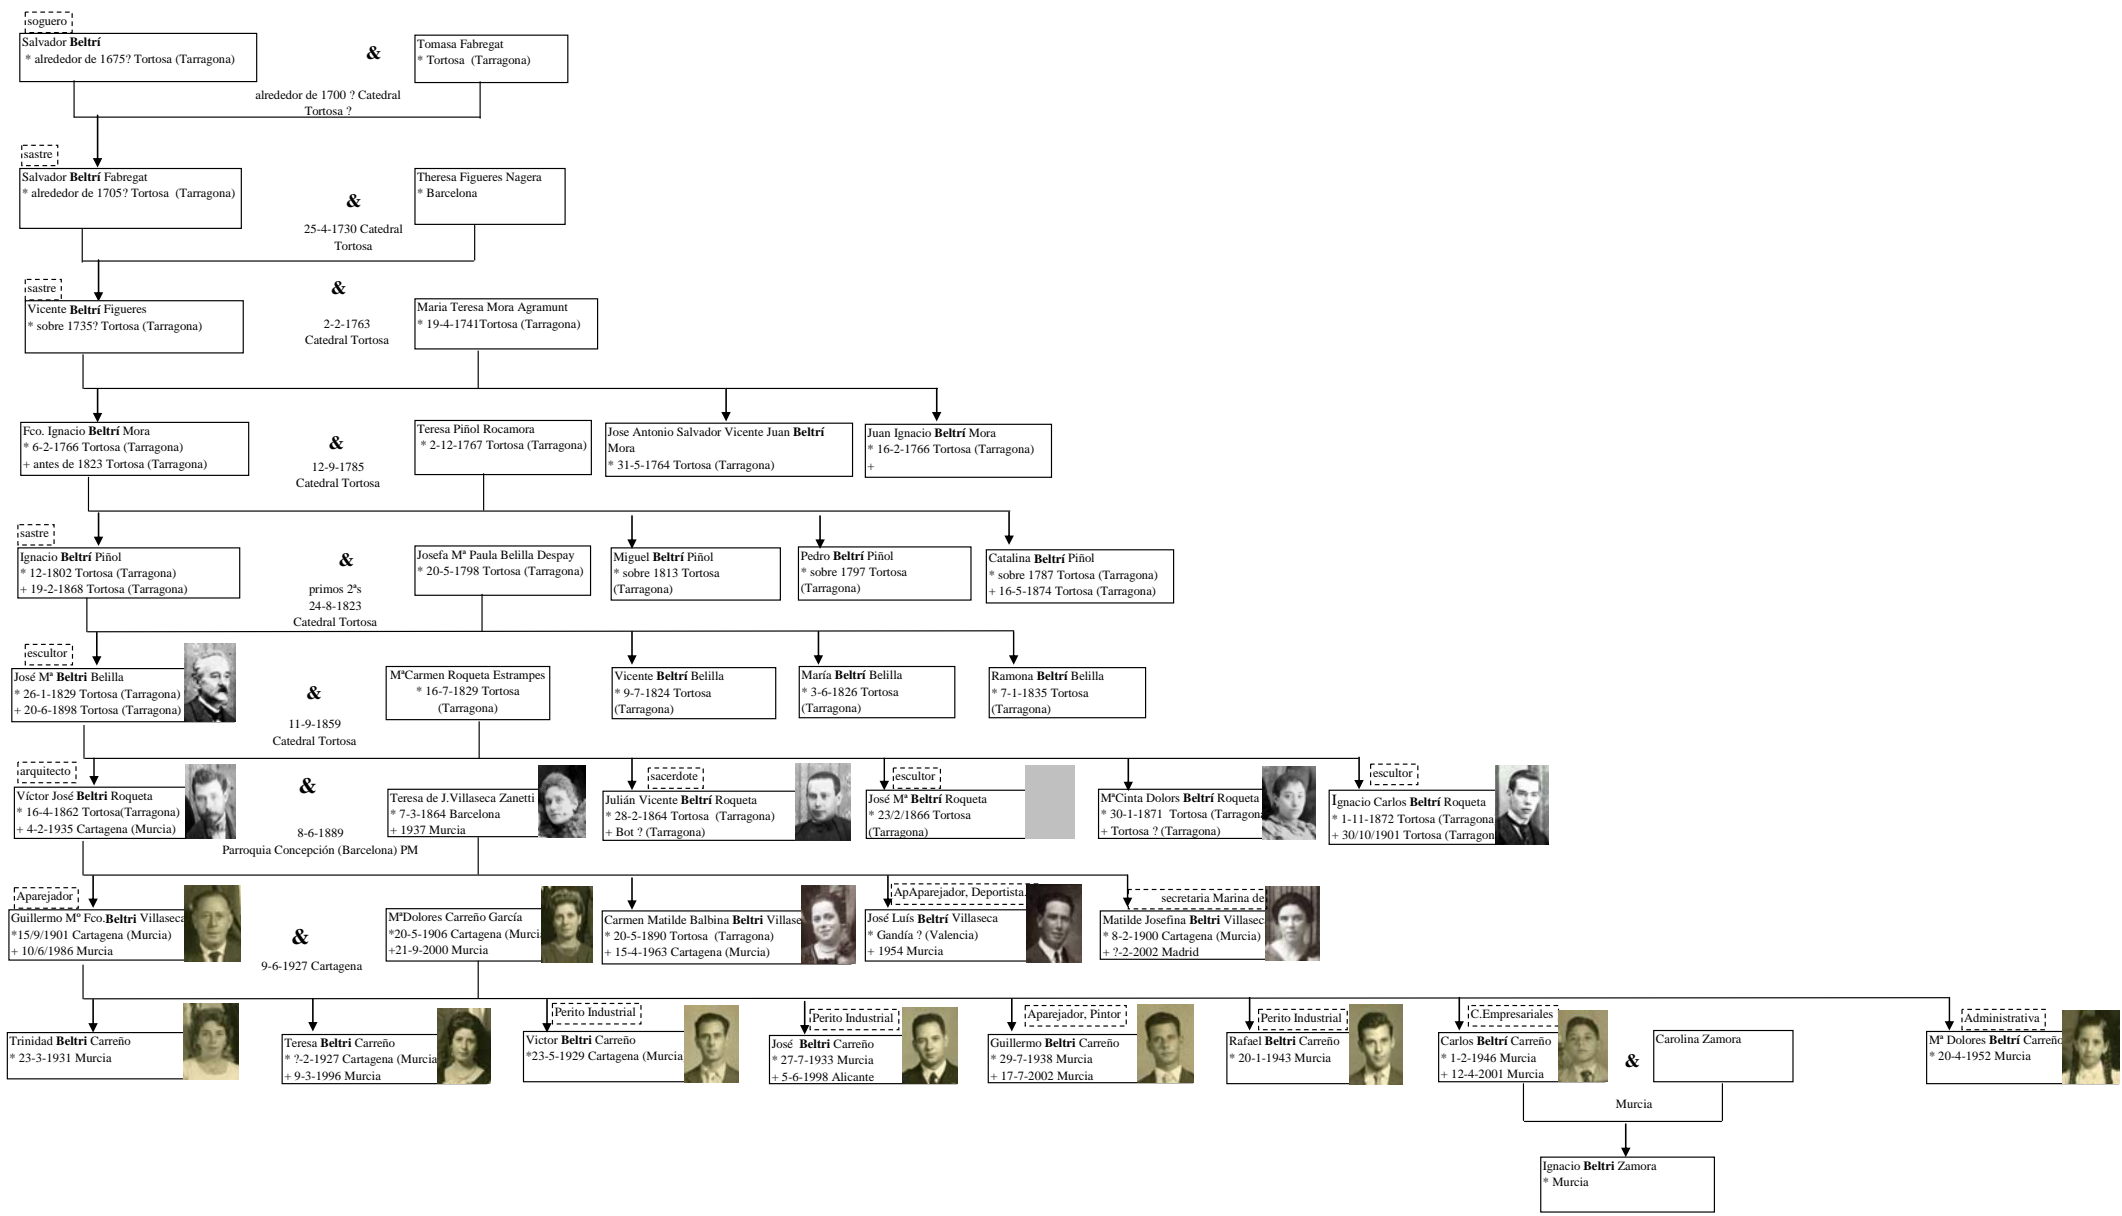 soguero
Salvador Beltrí
* alrededor de 1675? Tortosa (Tarragona)
&
Tomasa Fabregat
* Tortosa (Tarragona)
alrededor de 1700 ? Catedral
Tortosa ?
sastre
Salvador Beltrí Fabregat
* alrededor de 1705? Tortosa (Tarragona)
&
25-4-1730 Catedral
Tortosa
Theresa Figueres Nagera
* Barcelona
sastre
Vicente Beltrí Figueres
* sobre 1735? Tortosa (Tarragona)
&
2-2-1763
Catedral Tortosa
Maria Teresa Mora Agramunt
* 19-4-1741Tortosa (Tarragona)
Fco. Ignacio Beltrí Mora
* 6-2-1766 Tortosa (Tarragona)
+ antes de 1823 Tortosa (Tarragona)
&
12-9-1785
Catedral Tortosa
Teresa Piñol Rocamora
* 2-12-1767 Tortosa (Tarragona)
Jose Antonio Salvador Vicente Juan Beltrí
Mora
* 31-5-1764 Tortosa (Tarragona)
Juan Ignacio Beltrí Mora
* 16-2-1766 Tortosa (Tarragona)
+
sastre
Ignacio Beltrí Piñol
* 12-1802 Tortosa (Tarragona)
+ 19-2-1868 Tortosa (Tarragona)
&
primos 2ªs
24-8-1823
Catedral Tortosa
Josefa Mª Paula Belilla Despay
* 20-5-1798 Tortosa (Tarragona)
Miguel Beltrí Piñol
* sobre 1813 Tortosa
(Tarragona)
Pedro Beltrí Piñol
* sobre 1797 Tortosa
(Tarragona)
Catalina Beltrí Piñol
* sobre 1787 Tortosa (Tarragona)
+ 16-5-1874 Tortosa (Tarragona)
escultor
José Mª Beltri Belilla
* 26-1-1829 Tortosa (Tarragona)
+ 20-6-1898 Tortosa (Tarragona)
&
11-9-1859
Catedral Tortosa
MªCarmen Roqueta Estrampes
* 16-7-1829 Tortosa
(Tarragona)
Vicente Beltrí Belilla
* 9-7-1824 Tortosa
(Tarragona)
María Beltrí Belilla
* 3-6-1826 Tortosa
(Tarragona)
Ramona Beltrí Belilla
* 7-1-1835 Tortosa
(Tarragona)
arquitecto
Víctor José Beltri Roqueta
* 16-4-1862 Tortosa(Tarragona)
+ 4-2-1935 Cartagena (Murcia)
&
8-6-1889
Parroquia Concepción (Barcelona) PM
Teresa de J.Villaseca Zanetti
* 7-3-1864 Barcelona
+ 1937 Murcia
sacerdote
Julián Vicente Beltrí Roqueta
* 28-2-1864 Tortosa (Tarragona)
+ Bot ? (Tarragona)
escultor
José Mª Beltrí Roqueta
* 23/2/1866 Tortosa
(Tarragona)
MªCinta Dolors Beltrí Roqueta
* 30-1-1871 Tortosa (Tarragona
+ Tortosa ? (Tarragona)
escultor
Ignacio Carlos Beltrí Roqueta
* 1-11-1872 Tortosa (Tarragona
+ 30/10/1901 Tortosa (Tarragon
Aparejador
Guillermo Mº Fco.Beltri Villaseca
*15/9/1901 Cartagena (Murcia)
+ 10/6/1986 Murcia
&
9-6-1927 Cartagena
MªDolores Carreño García
*20-5-1906 Cartagena (Murci
+21-9-2000 Murcia
Carmen Matilde Balbina Beltri Villase
* 20-5-1890 Tortosa (Tarragona)
+ 15-4-1963 Cartagena (Murcia)
ApAparejador, Deportista.
José Luís Beltrí Villaseca
* Gandía ? (Valencia)
+ 1954 Murcia
secretaria Marina de
Matilde Josefina Beltri Villasec
* 8-2-1900 Cartagena (Murcia)
+ ?-2-2002 Madrid
Trinidad Beltri Carreño
* 23-3-1931 Murcia
Teresa Beltri Carreño
* ?-2-1927 Cartagena (Murcia
+ 9-3-1996 Murcia
Perito Industrial
Victor Beltri Carreño
*23-5-1929 Cartagena (Murcia
Perito Industrial
José Beltri Carreño
* 27-7-1933 Murcia
+ 5-6-1998 Alicante
Aparejador, Pintor
Guillermo Beltri Carreño
* 29-7-1938 Murcia
+ 17-7-2002 Murcia
Perito Industrial
Rafael Beltri Carreño
* 20-1-1943 Murcia
C.Empresariales
Carlos Beltrí Carreño
* 1-2-1946 Murcia
+ 12-4-2001 Murcia
&
Carolina Zamora
Murcia
Administrativa
Mª Dolores Beltrí Carreño
* 20-4-1952 Murcia
Ignacio Beltri Zamora
* Murcia